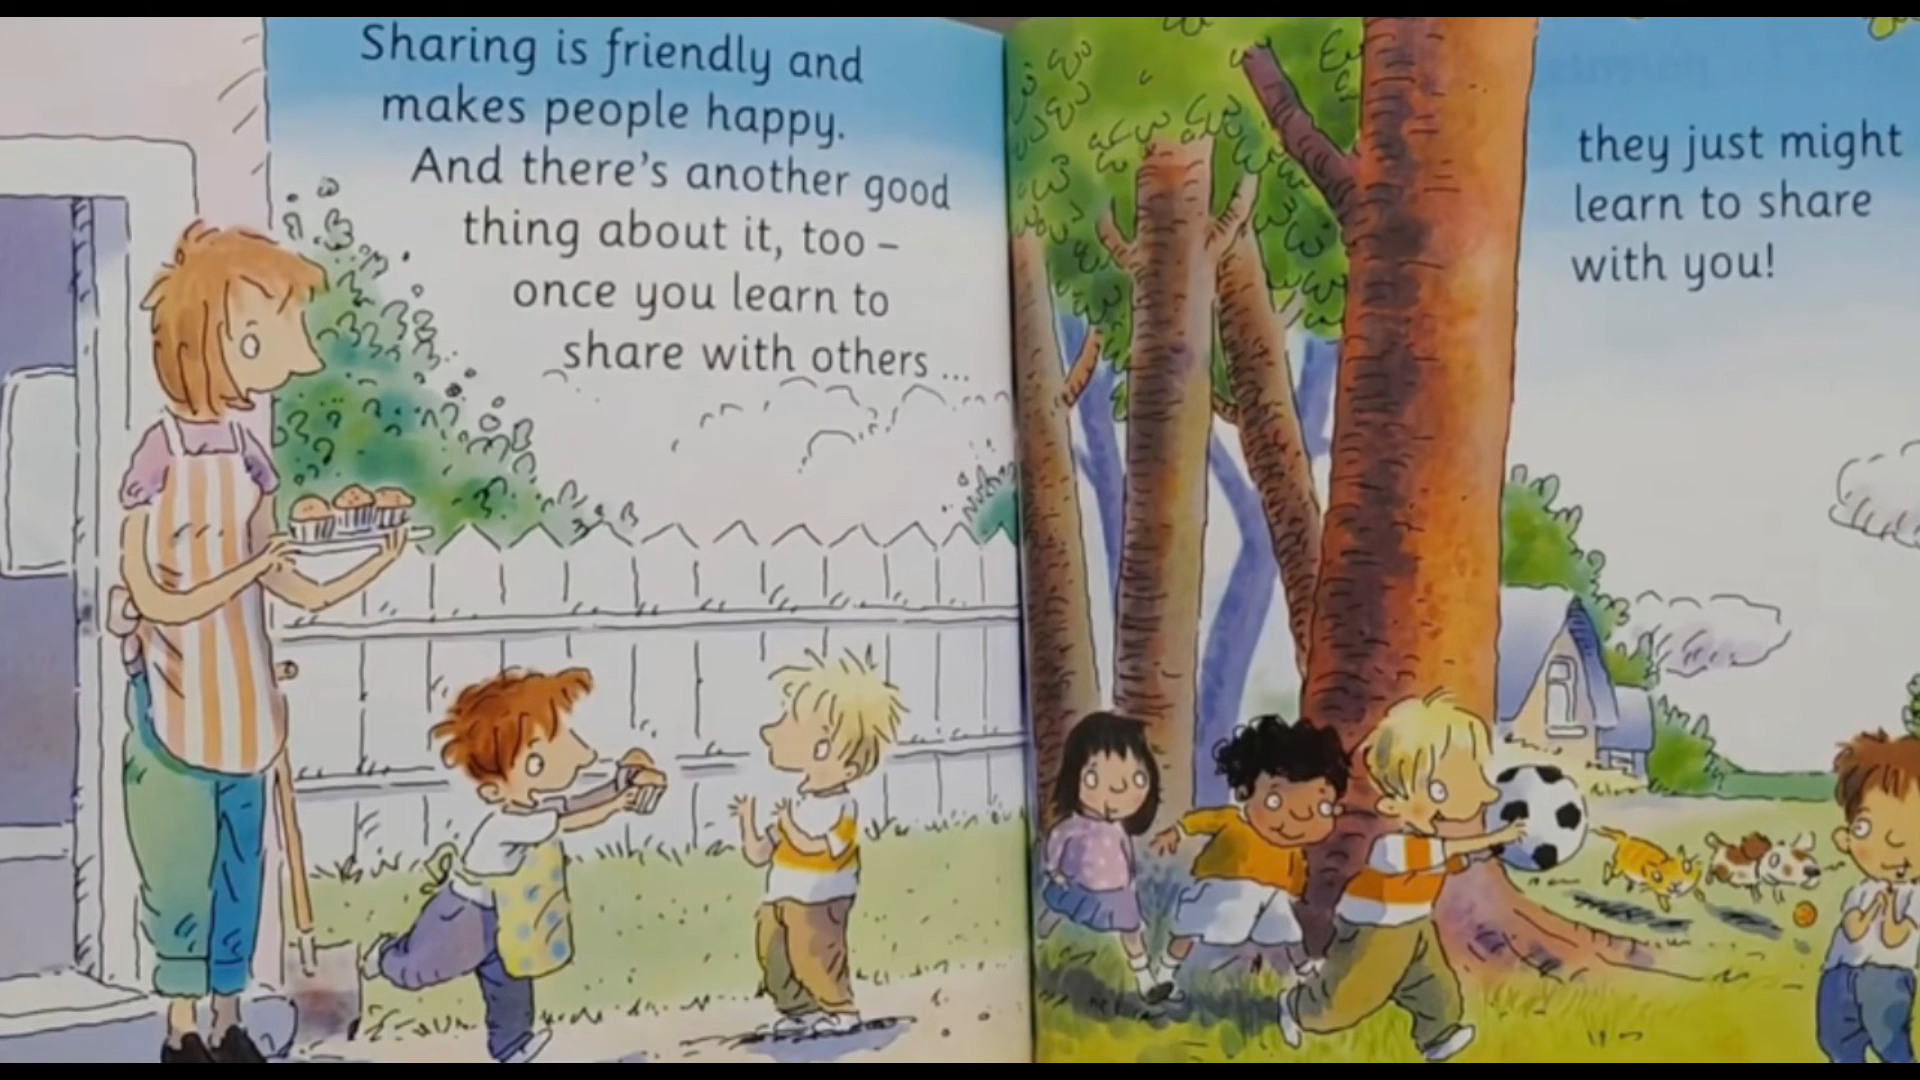 Sharing is friendly and
makes people happy.
And there's another good
thing about it, too –
once you learn to
share with others ...
they just might
learn to share
with you!